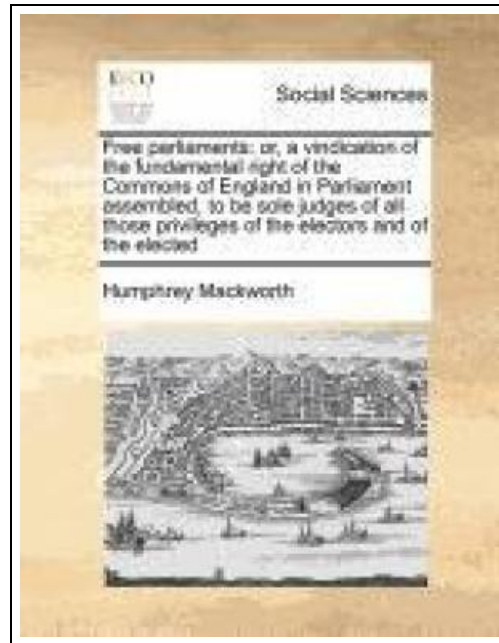 ECCO
Social Sciences
Free parliaments: or, a vindication of
the fundamental right of the
Commons of England in Parliament
assembled, to be sole judges of all
those privileges of the electors and of
the elected
Humphrey Mackworth